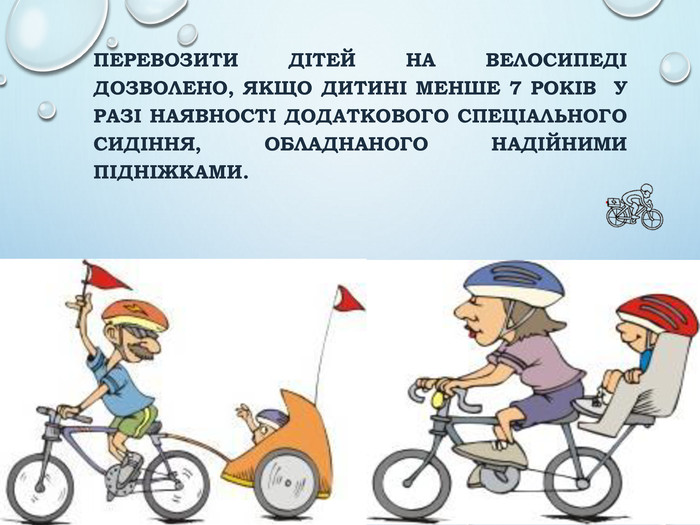 ПЕРЕВОЗИТИ ДІТЕЙ НА ВЕЛОСИПЕДІ
ДОЗВОЛЕНО, ЯКЩО ДИТИНІ МЕНШЕ 7 РОКІВ У
РАЗІ НАЯВНОСТІ ДОДАТКОВОГО СПЕЦІАЛЬНОГО
СИДІННЯ, ОБЛАДНАНОГО НАДІЙНИМИ
ПІДНІЖКАМИ.